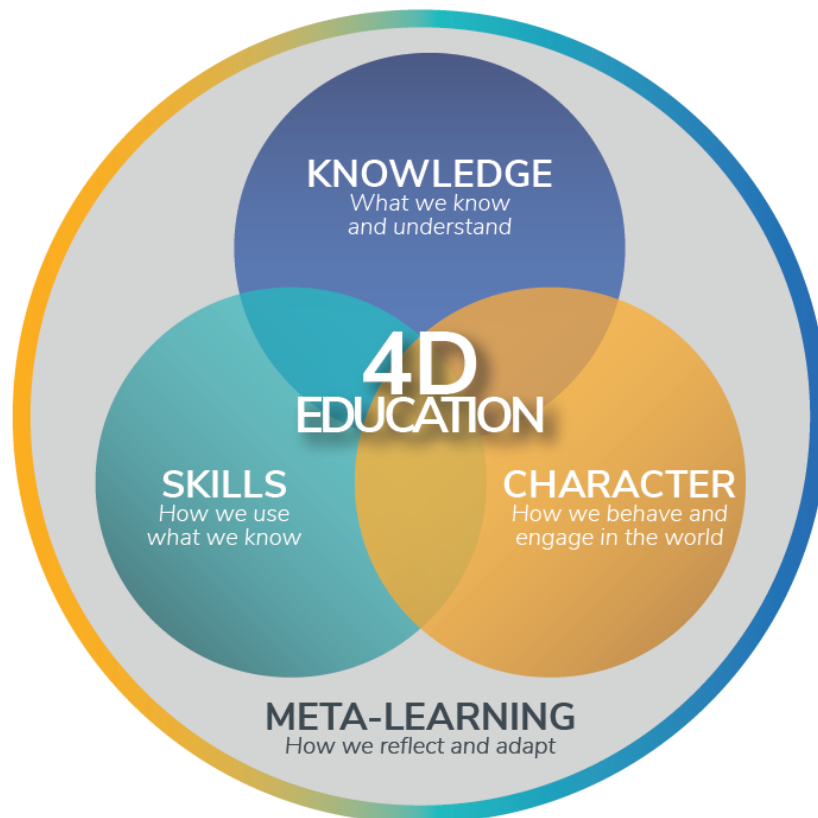 KNOWLEDGE
What we know
and understand
4D
EDUCATION
SKILLS
How we use
what we know
CHARACTER
How we behave and
engage in the world
META-LEARNING
How we reflect and adapt